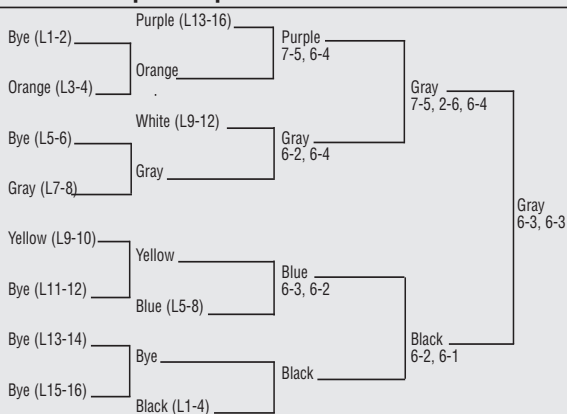 Purple (L13-16)
Bye (L1-2)
Purple
7-5, 6-4
Orange
Orange (L3-4)
.
Gray
7-5, 2-6, 6-4
White (L9-12)
Bye (L5-6)
Gray
6-2, 6-4
Gray
Gray (L7-8)
Gray
6-3, 6-3
Yellow (L9-10)
Yellow
Blue
6-3, 6-2
Bye (L11-12)
Blue (L5-8)
Bye (L13-14)
Black
6-2, 6-1
Bye
Black
Bye (L15-16)
Black (L1-4)